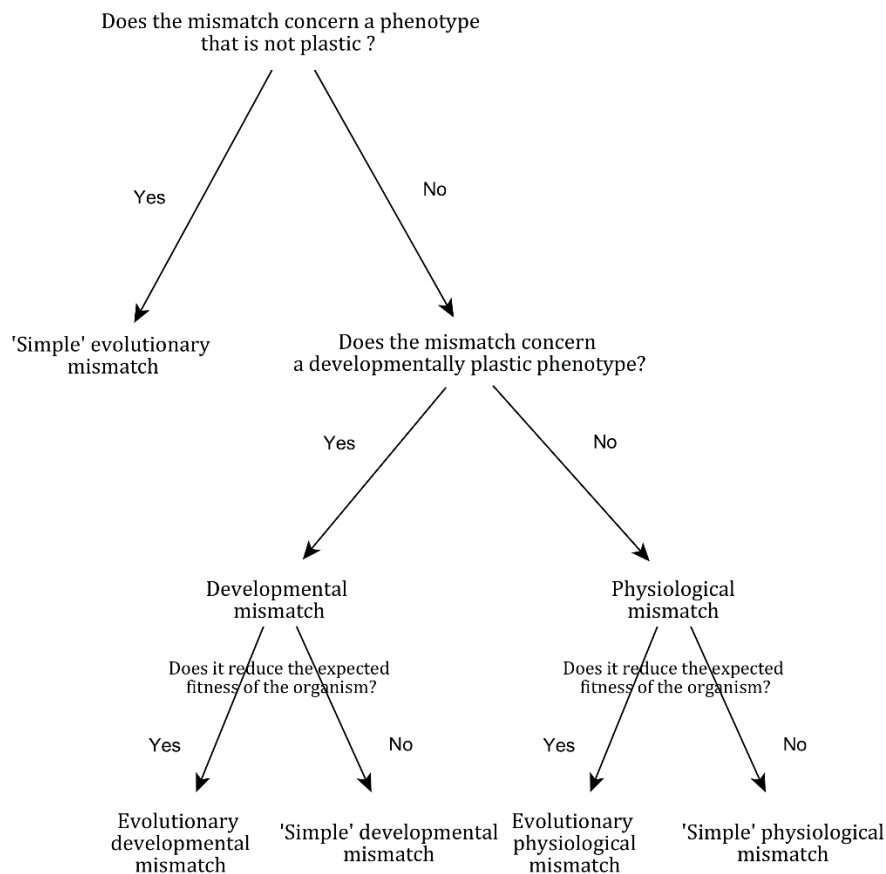 Does the mismatch concern a phenotype
that is not plastic ?
Yes
No
'Simple' evolutionary
mismatch
Does the mismatch concern
a developmentally plastic phenotype?
Yes
No
Developmental
mismatch
Physiological
mismatch
Does it reduce the expected
fitness of the organism?
Does it reduce the expected
fitness of the organism?
Yes
No
Yes
No
Evolutionary
developmental
mismatch
'Simple' developmental
mismatch
Evolutionary
physiological
mismatch
'Simple' physiological
mismatch